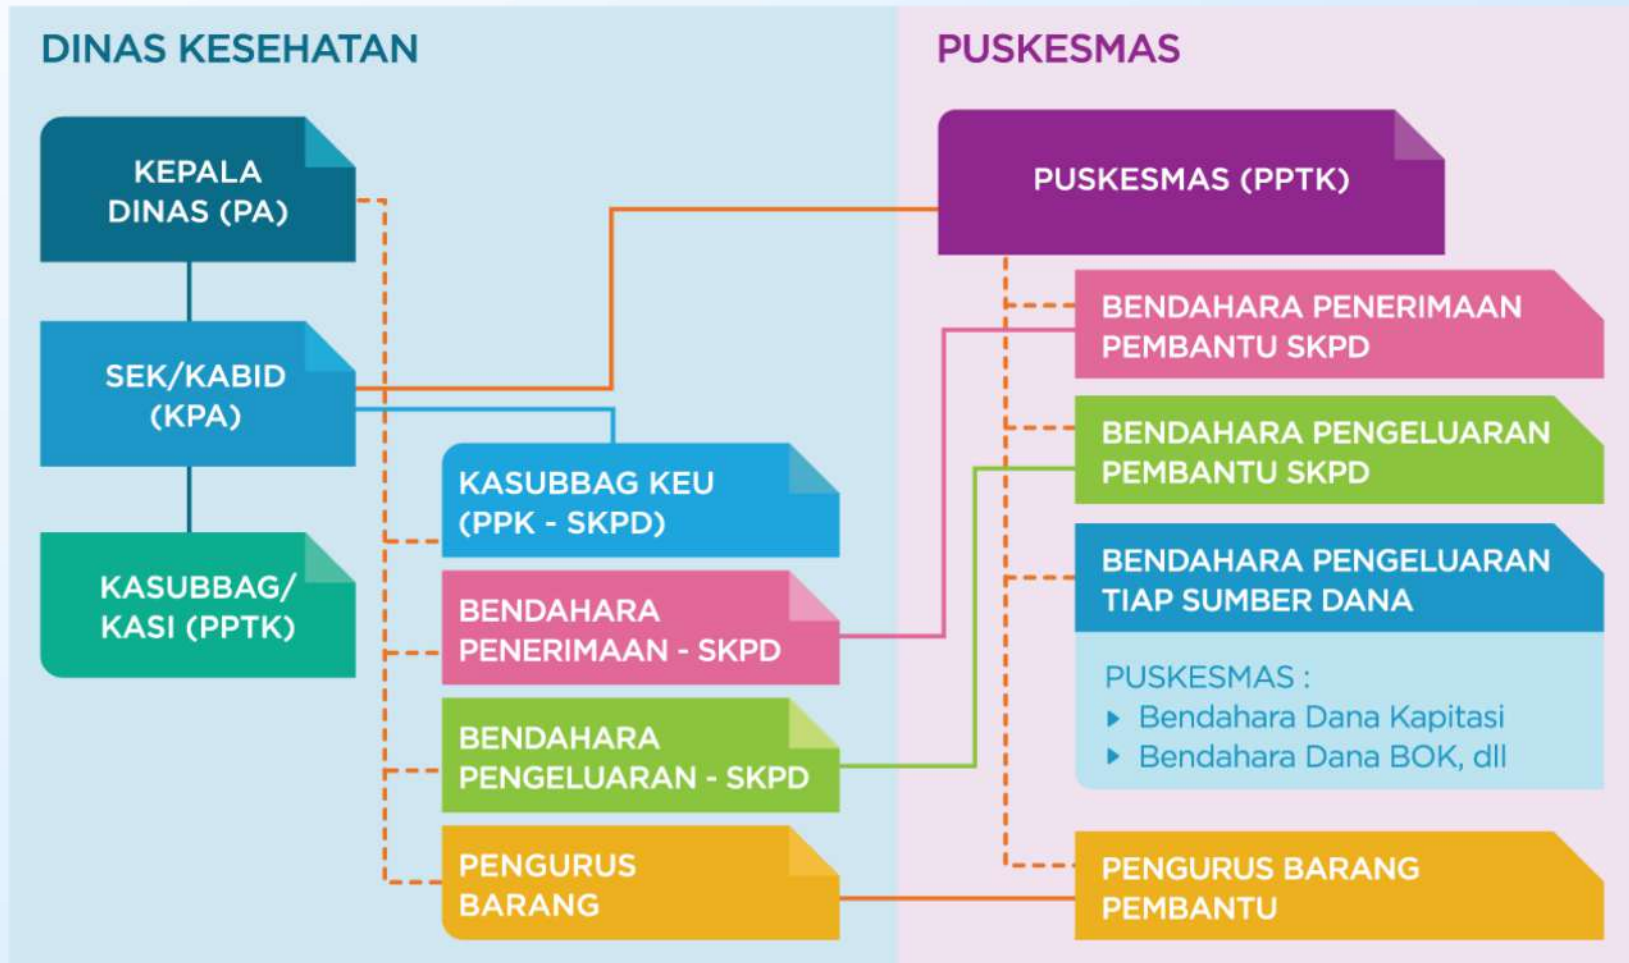 DINAS KESEHATAN
KEPALA
DINAS (PA)
SEK/KABID
(KPA)
KASUBBAG/
KASI (PPTK)
KASUBBAG KEU
(PPK - SKPD)
BENDAHARA
PENERIMAAN - SKPD
BENDAHARA
PENGELUARAN - SKPD
PENGURUS
BARANG
PUSKESMAS
PUSKESMAS (PPTK)
BENDAHARA PENERIMAAN
PEMBANTU SKPD
BENDAHARA PENGELUARAN
PEMBANTU SKPD
BENDAHARA PENGELUARAN
TIAP SUMBER DANA
PUSKESMAS :
Bendahara Dana Kapitasi
Bendahara Dana BOK, dll
PENGURUS BARANG
PEMBANTU